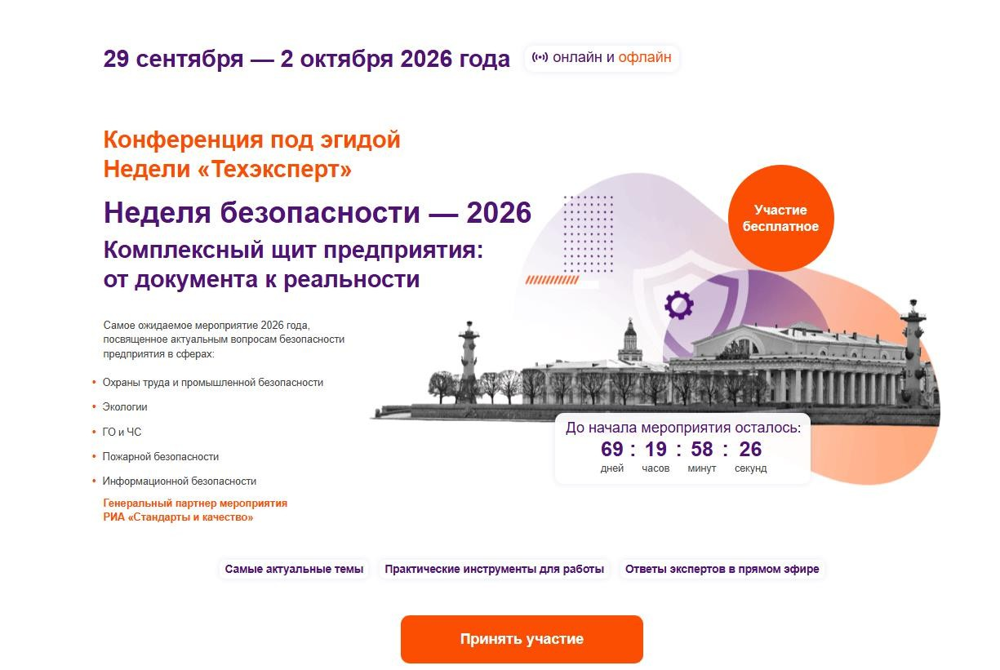 29 сентября — 2 октября 2026 года
онлайн и офлайн
Конференция под эгидой
Недели «Техэксперт»
Неделя безопасности — 2026
Комплексный щит предприятия:
от документа к реальности
Участие
бесплатное
Самое ожидаемое мероприятие 2026 года,
посвященное актуальным вопросам безопасности
предприятия в сферах:
• Охраны труда и промышленной безопасности
• Экологии
• ГО и ЧС
• Пожарной безопасности
• Информационной безопасности
Генеральный партнер мероприятия
РИА «Стандарты и качество»
До начала мероприятия осталось:
69 : 19 : 58 : 26
дней часов минут секунд
Самые актуальные темы
Практические инструменты для работы
Ответы экспертов в прямом эфире
Принять участие